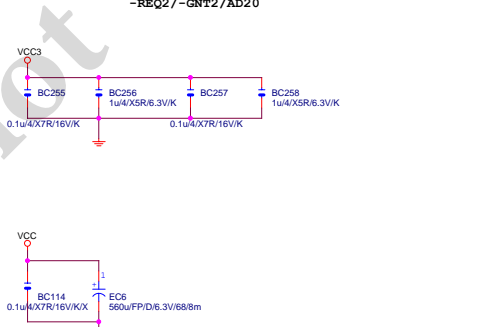 -REQ2/-GNT2/AD20
VCC3
BC255
BC256
BC257
BC258
1u/4/X5R/6.3V/K
1u/4/X5R/6.3V/K
0.1u/4/X7R/16V/K
0.1u/4/X7R/16V/K
VCC
1
+
BC114
EC6
0.1u/4/X7R/16V/K/X
560u/FP/D/6.3V/68/8m